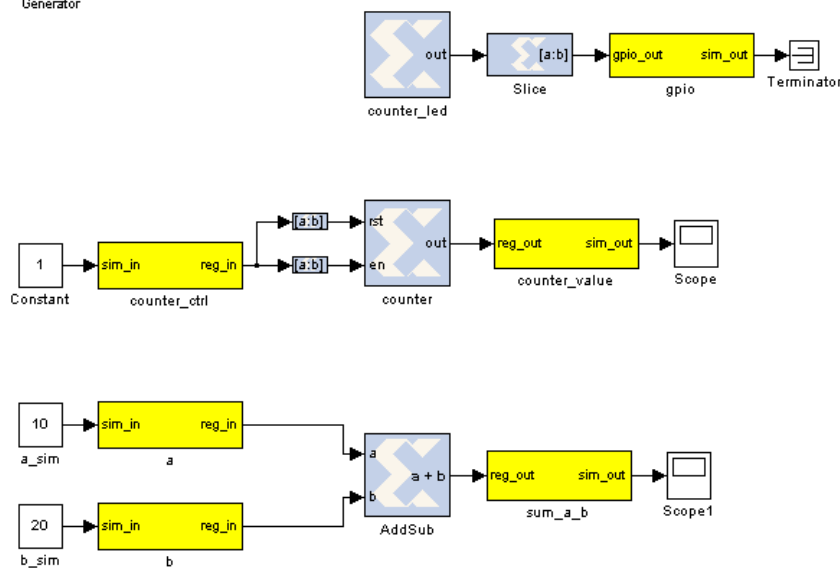 Generator
out
[a:b]
gpio_out
sim_out
counter_led
Slice
gpio
Terminator
1
Constant
sim_in
reg_in
counter_ctrl
[a:b]
[a:b]
rst
en
out
counter
reg_out
sim_out
counter_value
Scope
10
a_sim
sim_in
reg_in
a
20
b_sim
sim_in
reg_in
b
a
b
a + b
AddSub
reg_out
sim_out
sum_a_b
Scope1